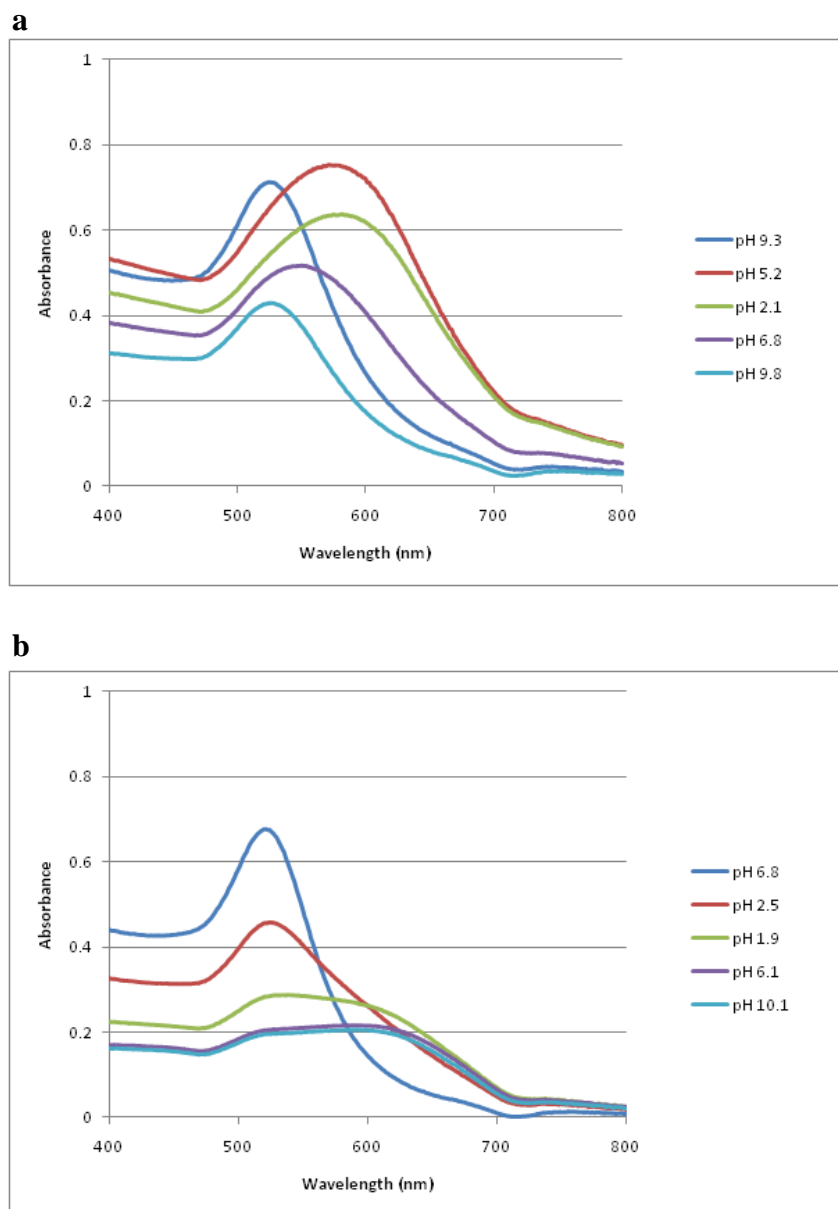 a
1
0.8
0.6
0.4
0.2
0
Absorbance
400 500 600 700 800
Wavelength (nm)
pH 9.3
pH 5.2
pH 2.1
pH 6.8
pH 9.8
b
1
0.8
0.6
0.4
0.2
0
Absorbance
400 500 600 700 800
Wavelength (nm)
pH 6.8
pH 2.5
pH 1.9
pH 6.1
pH 10.1